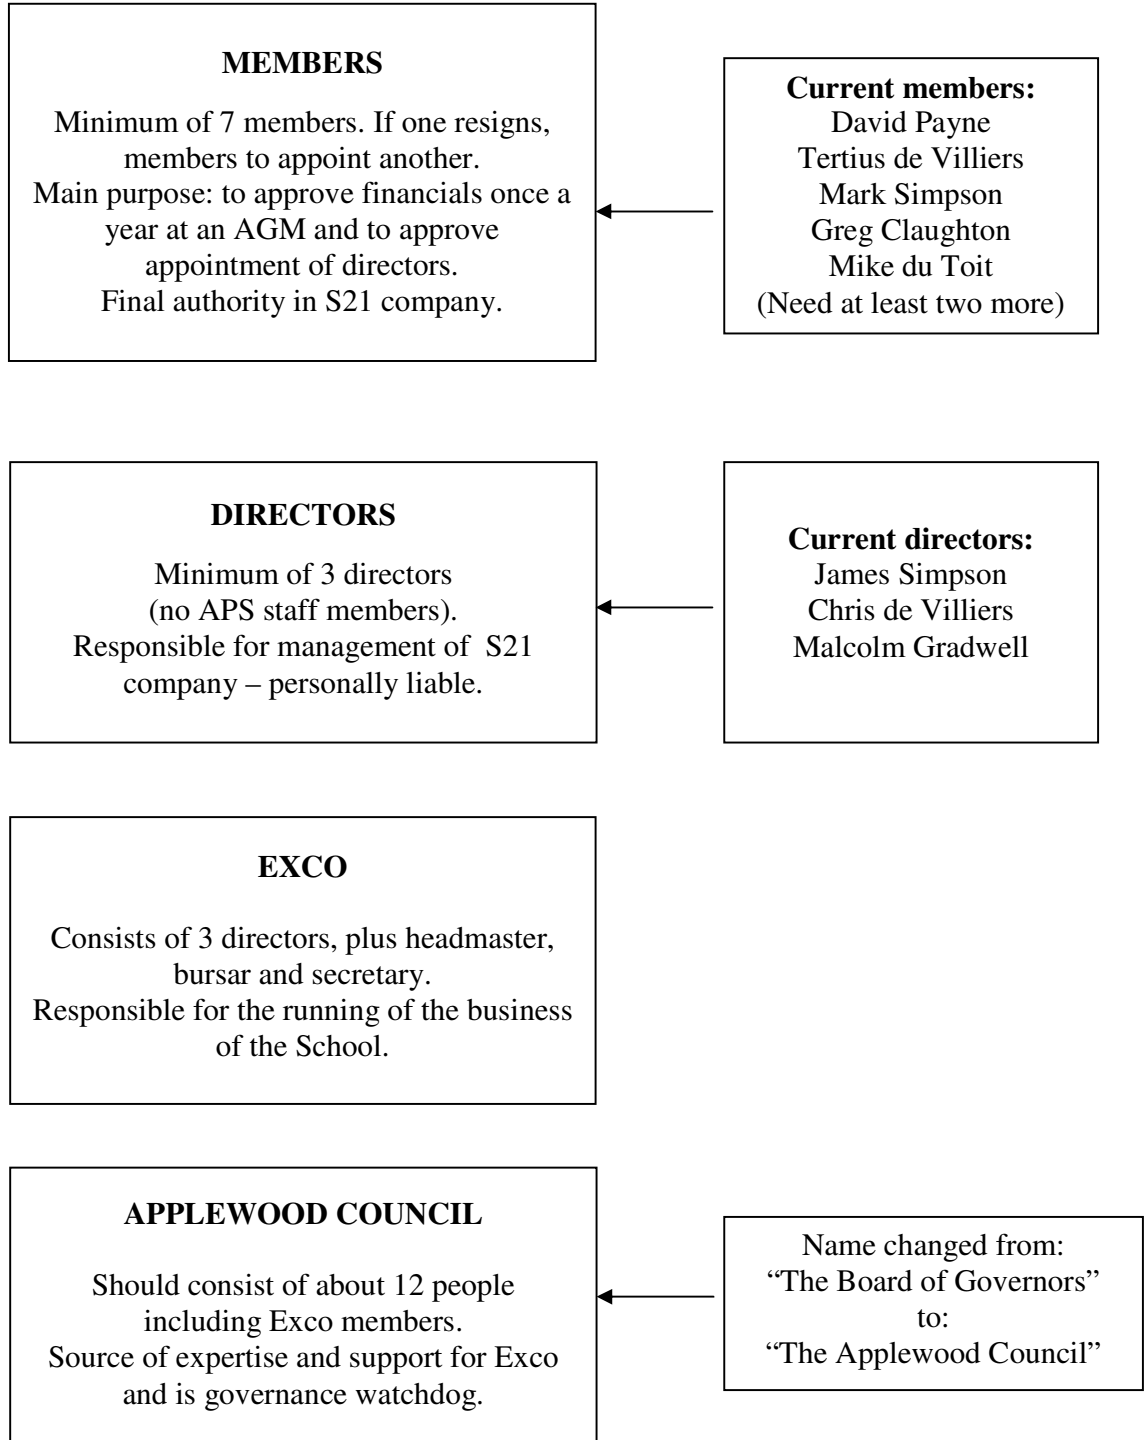 MEMBERS
Minimum of 7 members. If one resigns,
members to appoint another.
Main purpose: to approve financials once a
year at an AGM and to approve
appointment of directors.
Final authority in S21 company.
Current members:
David Payne
Tertius de Villiers
Mark Simpson
Greg Claughton
Mike du Toit
(Need at least two more)
DIRECTORS
Minimum of 3 directors
(no APS staff members).
Responsible for management of  S21
company – personally liable.
Current directors:
James Simpson
Chris de Villiers
Malcolm Gradwell
EXCO
Consists of 3 directors, plus headmaster,
bursar and secretary.
Responsible for the running of the business
of the School.
APPLEWOOD COUNCIL
Should consist of about 12 people
including Exco members.
Source of expertise and support for Exco
and is governance watchdog.
Name changed from:
“The Board of Governors”
to:
“The Applewood Council”